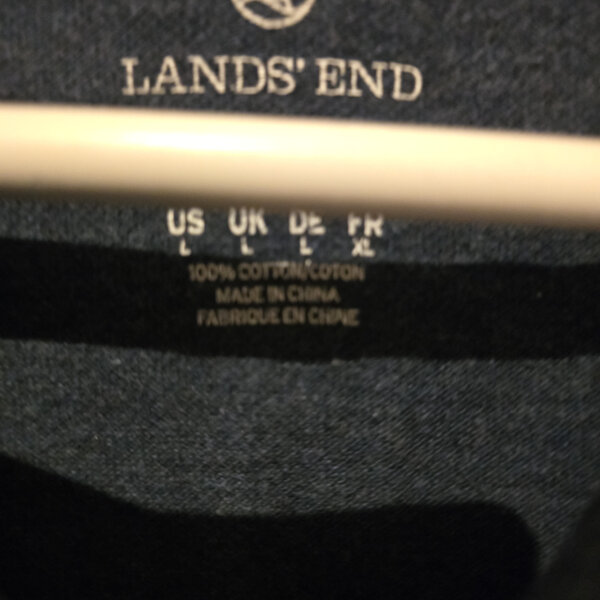 LANDS' END
US UK DE FR
L L L XL
100% COTTON/COTON
MADE IN CHINA
FABRIQUE EN CHINE